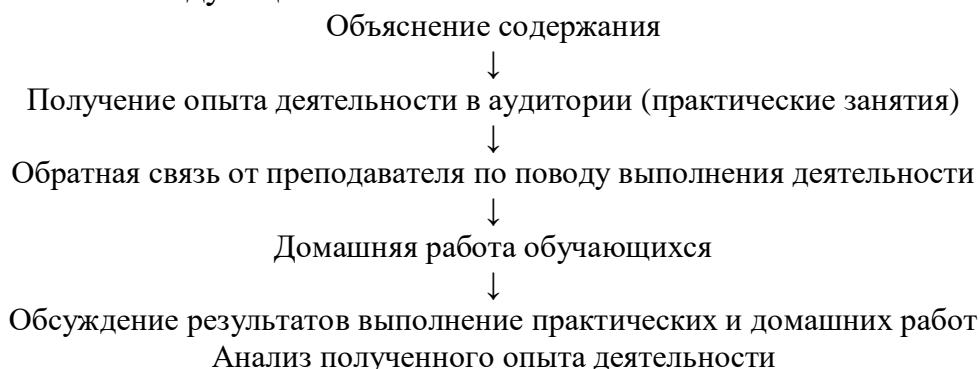 Объяснение содержания
↓
Получение опыта деятельности в аудитории (практические занятия)
↓
Обратная связь от преподавателя по поводу выполнения деятельности
↓
Домашняя работа обучающихся
↓
Обсуждение результатов выполнение практических и домашних работ
Анализ полученного опыта деятельности